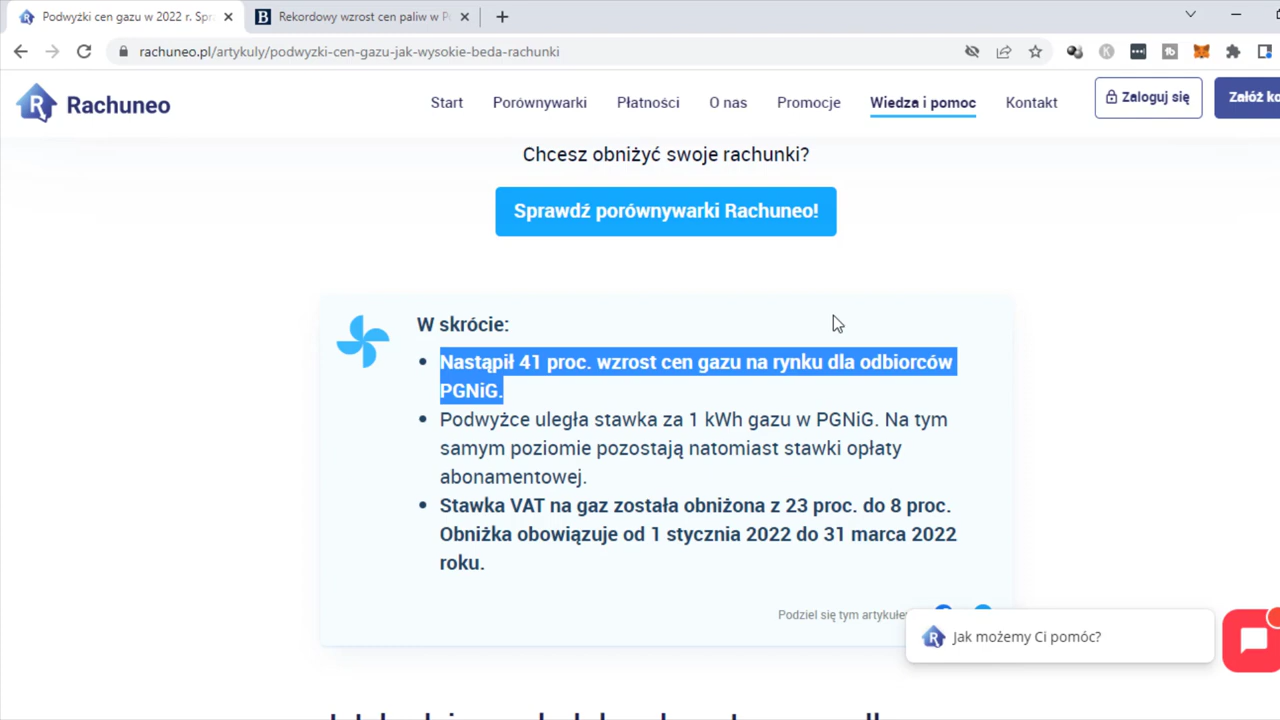 Podwyżki cen gazu w 2022 r. Spr
Rekordowy wzrost cen paliw w P
rachuneo.pl/artykuly/podwyzki-cen-gazu-jak-wysokie-beda-rachunki
Rachuneo
Start
Porównywarki
Płatności
O nas
Promocje
Wiedza i pomoc
Kontakt
Zaloguj się
Załóż ko
Chcesz obniżyć swoje rachunki?
Sprawdź porównywarki Rachuneo!
W skrócie:
• Nastąpił 41 proc. wzrost cen gazu na rynku dla odbiorców
PGNiG.
• Podwyżce uległa stawka za 1 kWh gazu w PGNiG. Na tym
samym poziomie pozostają natomiast stawki opłaty
abonamentowej.
• Stawka VAT na gaz została obniżona z 23 proc. do 8 proc.
Obniżka obowiązuje od 1 stycznia 2022 do 31 marca 2022
roku.
Podziel się tym artykułe
Jak możemy Ci pomóc?